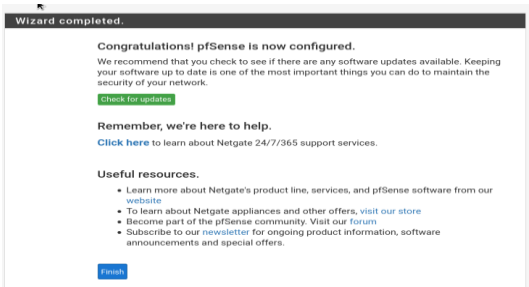 Wizard completed.
Congratulations! pfSense is now configured.
We recommend that you check to see if there are any software updates available. Keeping
your software up to date is one of the most important things you can do to maintain the
security of your network.
Check for updates
Remember, we're here to help.
Click here to learn about Netgate 24/7/365 support services.
Useful resources.
• Learn more about Netgate's product line, services, and pfSense software from our
website
• To learn about Netgate appliances and other offers, visit our store
• Become part of the pfSense community. Visit our forum
• Subscribe to our newsletter for ongoing product information, software
announcements and special offers.
Finish